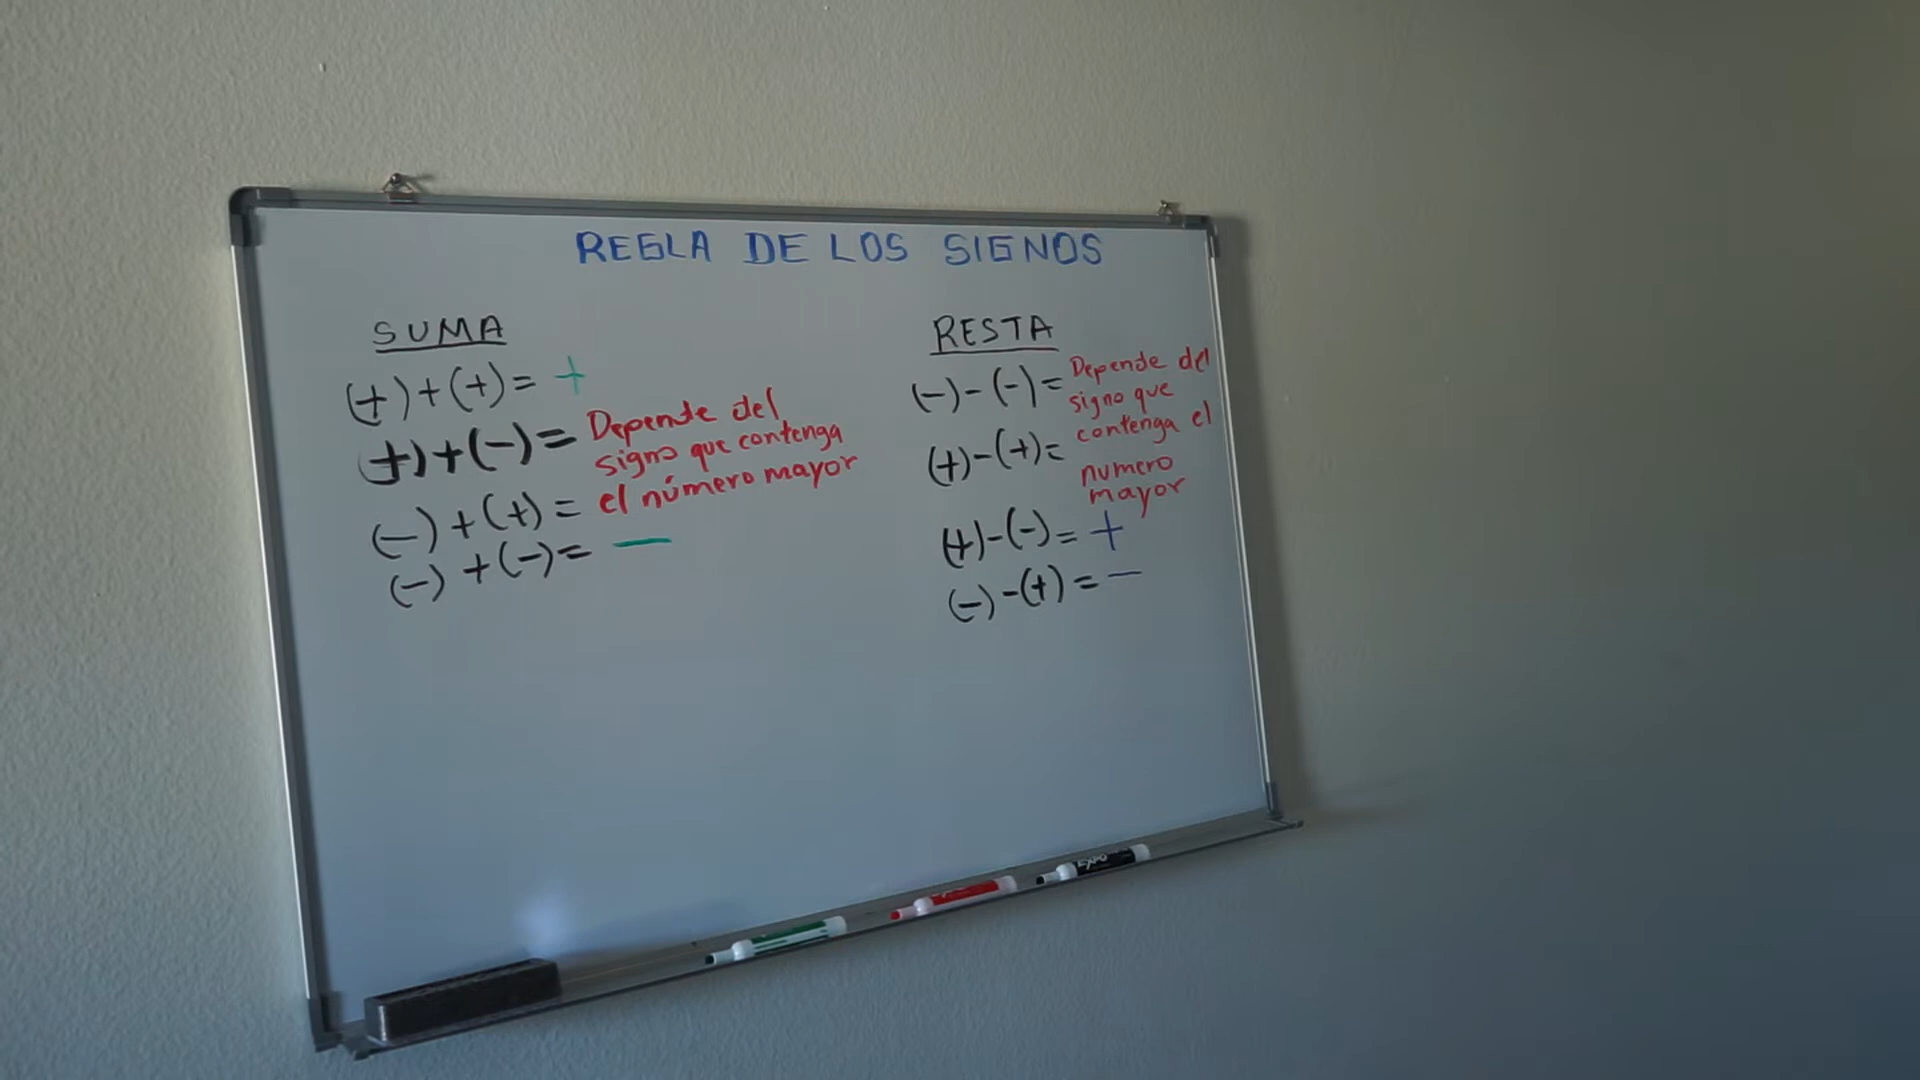 REGLA DE LOS SIGNOS
SUMA
(+)+(+)= +
(+)+(-)=
(-)+(+)=
Depende del
signo que contenga
el número mayor
(-)+(-)= -
RESTA
(-)-(-)=
(+)-(+)=
Depende del
signo que
contenga el
numero
mayor
(+)-(-)= +
(-)-(+)= -
EXPO